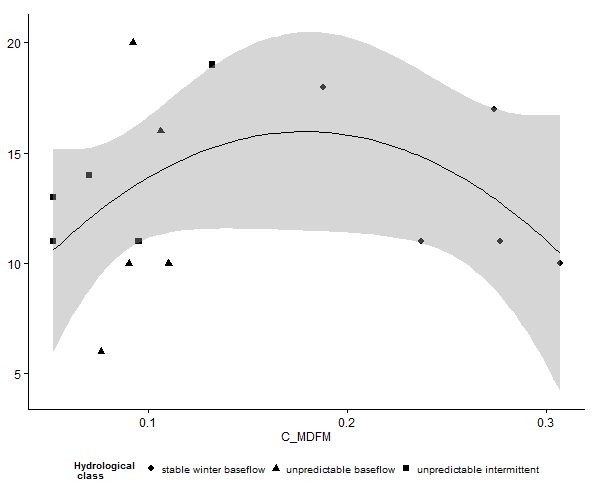 20
15
10
5
0.1 0.2 0.3
C_MDFM
Hydrological
class
stable winter baseflow unpredictable baseflow unpredictable intermittent